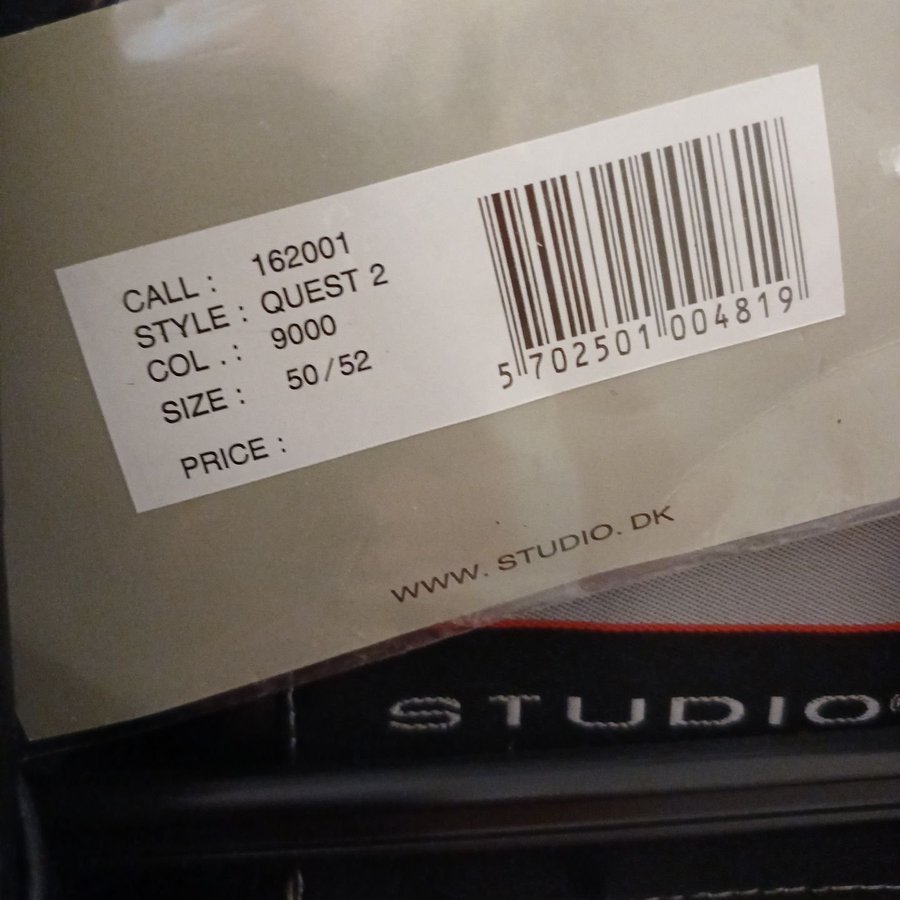 CALL : 162001
STYLE : QUEST 2
COL . : 9000
SIZE : 50/52
PRICE :
5 702501 004819
WWW. STUDIO. DK
STUDIO®